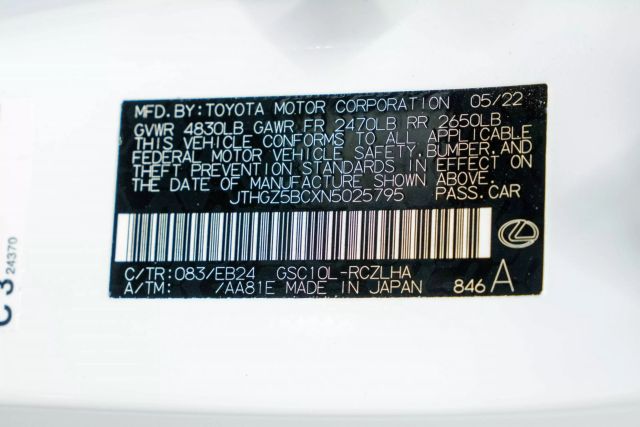 MFD. BY: TOYOTA MOTOR CORPORATION 05/22
GVWR 4830LB GAWR FR 2470LB RR 2650LB
THIS VEHICLE CONFORMS TO ALL APPLICABLE
FEDERAL MOTOR VEHICLE SAFETY, BUMPER, AND
THEFT PREVENTION STANDARDS IN EFFECT ON
THE DATE OF MANUFACTURE SHOWN ABOVE.
JTHGZ5BCXN5025795 PASS.CAR
C/TR: 083/EB24 GSC10L-RCZLHA
A/TM: /AA81E MADE IN JAPAN 846 A
C 3 24370